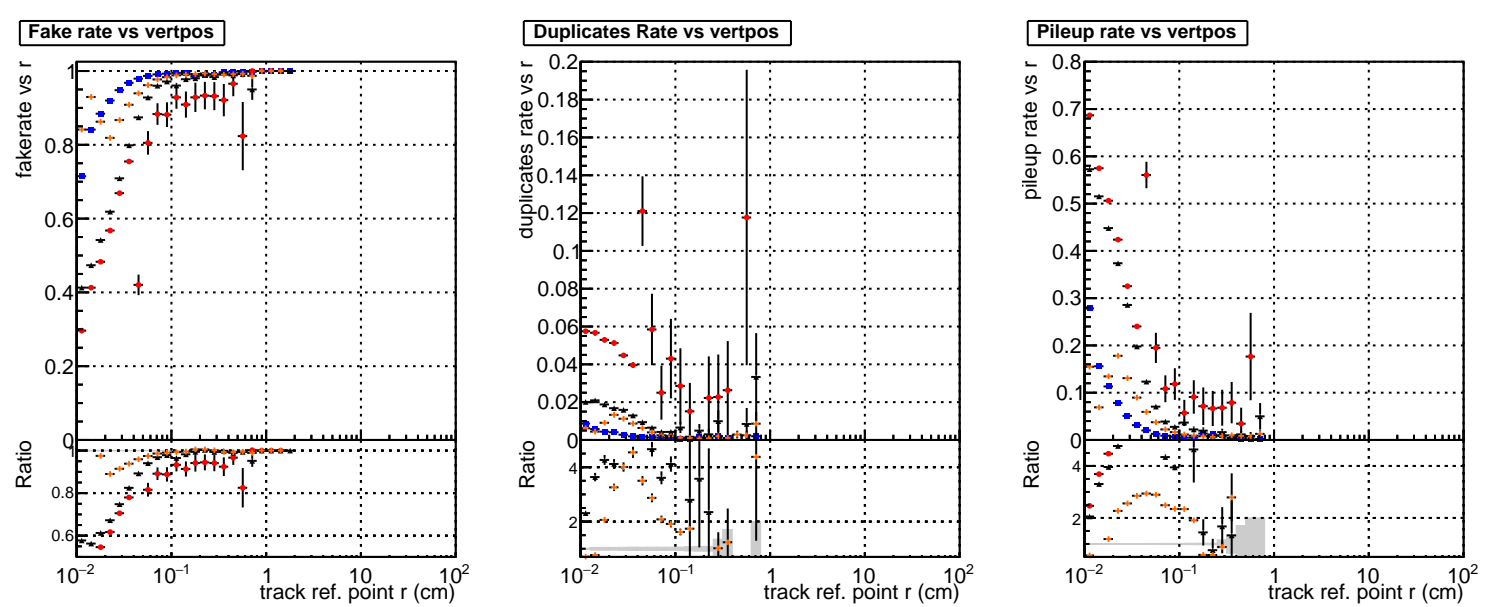 Fake rate vs vertpos
fakerate vs r
1
0.8
0.6
0.4
0.2
0
Ratio
1
0.8
0.6
10⁻² 10⁻¹ 1 10 10²
track ref. point r (cm)
Duplicates Rate vs vertpos
duplicates rate vs r
0.2
0.18
0.16
0.14
0.12
0.1
0.08
0.06
0.04
0.02
0
Ratio
4
2
10⁻² 10⁻¹ 1 10 10²
track ref. point r (cm)
Pileup rate vs vertpos
pileup rate vs r
0.8
0.7
0.6
0.5
0.4
0.3
0.2
0.1
0
Ratio
4
2
10⁻² 10⁻¹ 1 10 10²
track ref. point r (cm)